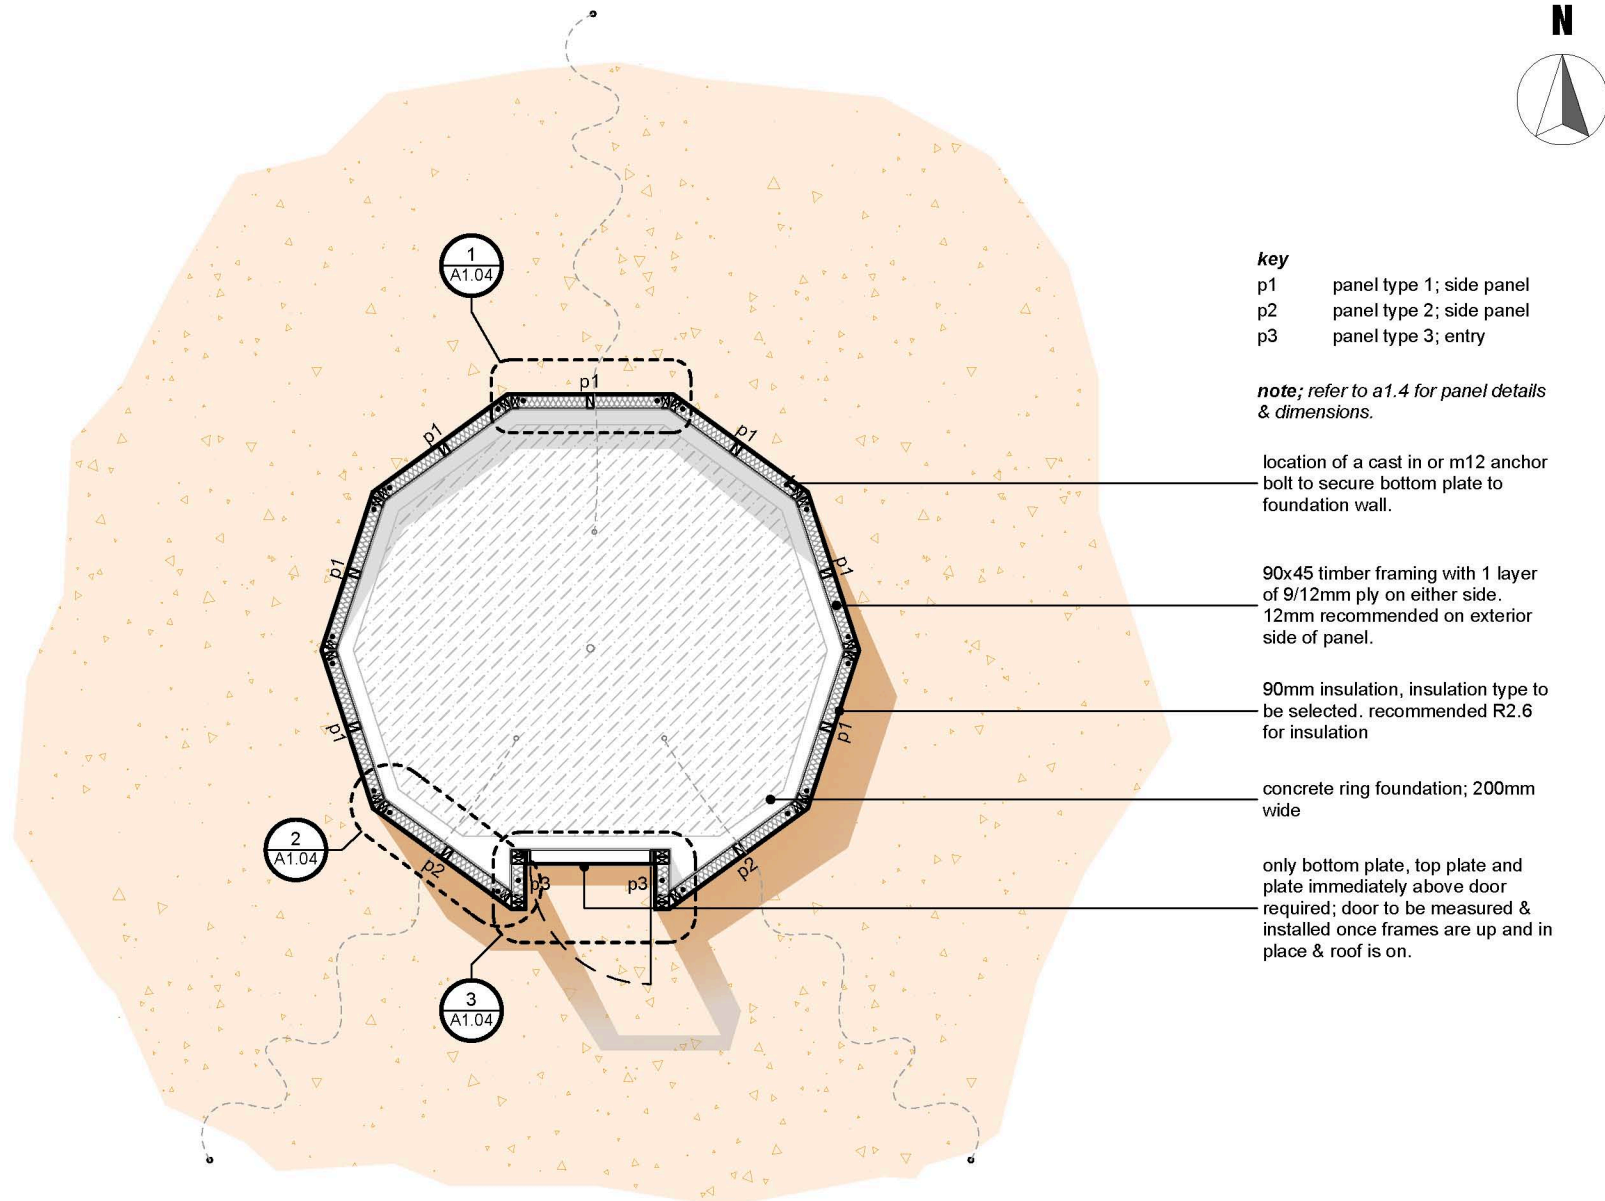 N
1
A1.04
key
p1 panel type 1; side panel
p2 panel type 2; side panel
p3 panel type 3; entry
note; refer to a1.4 for panel details
& dimensions.
location of a cast in or m12 anchor
bolt to secure bottom plate to
foundation wall.
90x45 timber framing with 1 layer
of 9/12mm ply on either side.
12mm recommended on exterior
side of panel.
90mm insulation, insulation type to
be selected. recommended R2.6
for insulation
concrete ring foundation; 200mm
wide
only bottom plate, top plate and
plate immediately above door
required; door to be measured &
installed once frames are up and in
place & roof is on.
p1
p1
p1
p1
p1
p1
p1
2
A1.04
p2
p2
p3
p3
3
A1.04